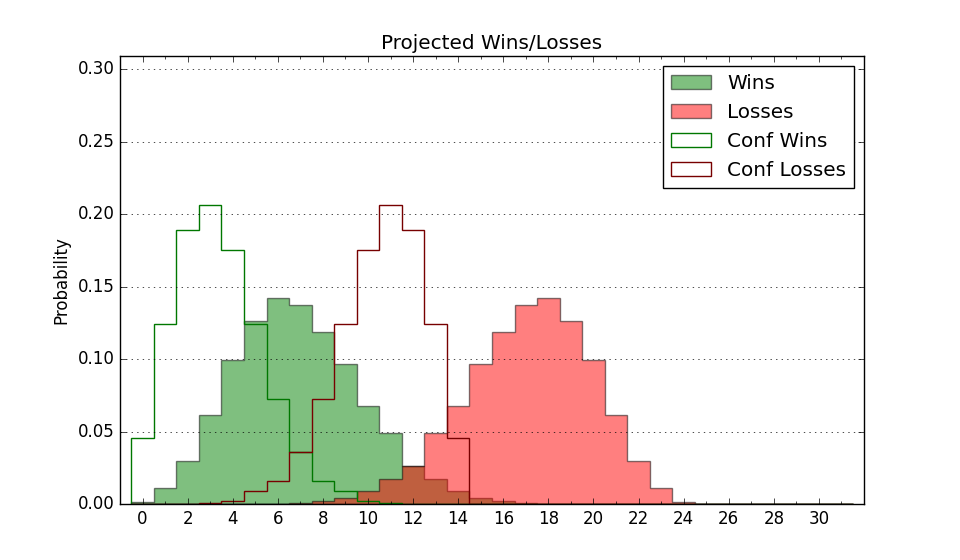 Projected Wins/Losses
0.30
0.25
0.20
0.15
0.10
0.05
0.00
Probability
Wins
Losses
Conf Wins
Conf Losses
0 2 4 6 8 10 12 14 16 18 20 22 24 26 28 30